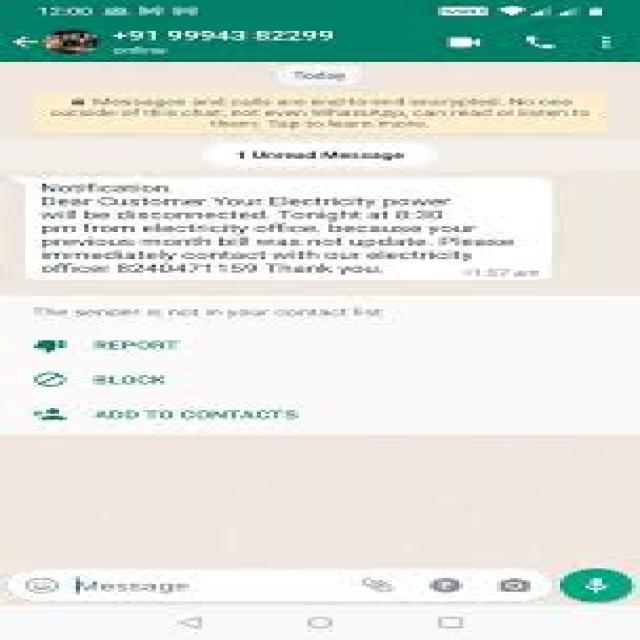 12:00
+91 99943 82299
online
Today
Messages and calls are end-to-end encrypted. No one
outside of this chat, not even WhatsApp, can read or listen to
them. Tap to learn more.
1 Unread Message
Notification.
Dear Customer Your Electricity power
will be disconnected. Tonight at 8:30
pm from electricity office, because your
previous month bill was not update. Please
immediately contact with our electricity
officer 8240471159 Thank you.
11:57 am
The sender is not in your contact list
REPORT
BLOCK
ADD TO CONTACTS
Message